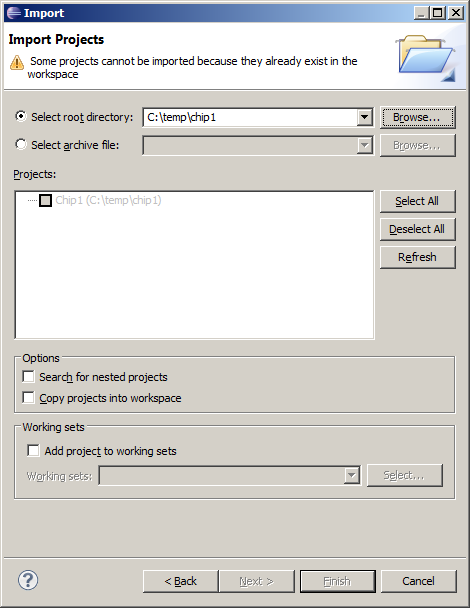 Import
Import Projects
Some projects cannot be imported because they already exist in the
workspace
Select root directory: C:\temp\chip1 Browse...
Select archive file: Browse...
Projects:
Chip1 (C:\temp\chip1)
Select All
Deselect All
Refresh
Options
Search for nested projects
Copy projects into workspace
Working sets
Add project to working sets
Working sets: Select...
? < Back Next > Finish Cancel